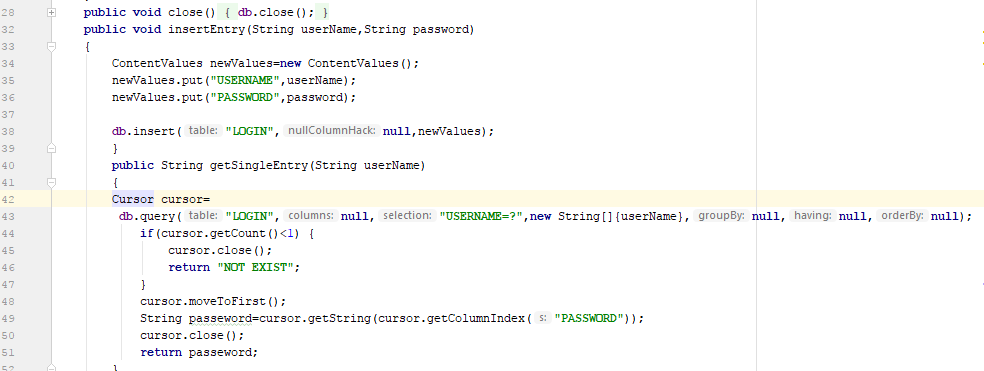 28 public void close() { db.close(); }
32 public void insertEntry(String userName,String password)
33 {
34 ContentValues newValues=new ContentValues();
35 newValues.put("USERNAME",userName);
36 newValues.put("PASSWORD",password);
37
38 db.insert( table: "LOGIN", nullColumnHack: null,newValues);
39 }
40 public String getSingleEntry(String userName)
41 {
42 Cursor cursor=
43 db.query( table: "LOGIN", columns: null, selection: "USERNAME=?",new String[]{userName}, groupBy: null, having: null, orderBy: null);
44 if(cursor.getCount()<1) {
45 cursor.close();
46 return "NOT EXIST";
47 }
48 cursor.moveToFirst();
49 String passeword=cursor.getString(cursor.getColumnIndex( s: "PASSWORD"));
50 cursor.close();
51 return passeword;
52 }